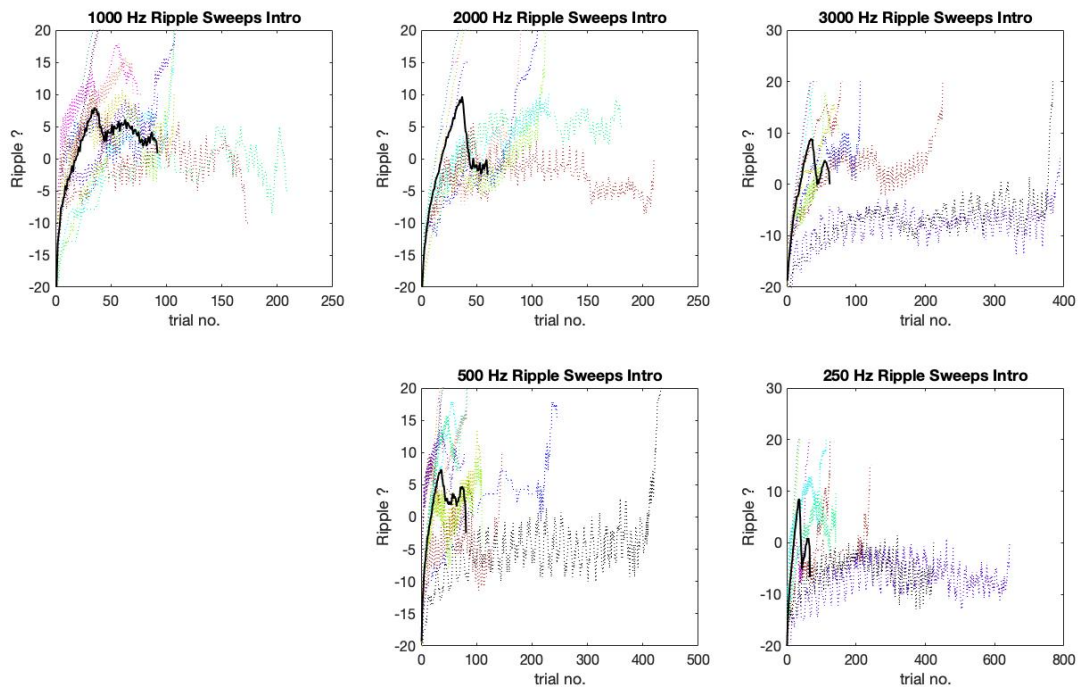 1000 Hz Ripple Sweeps Intro
20
15
10
5
0
-5
-10
-15
-20
Ripple ?
0 50 100 150 200 250
trial no.
2000 Hz Ripple Sweeps Intro
20
15
10
5
0
-5
-10
-15
-20
Ripple ?
0 50 100 150 200 250
trial no.
3000 Hz Ripple Sweeps Intro
30
20
10
0
-10
-20
Ripple ?
0 100 200 300 400
trial no.
500 Hz Ripple Sweeps Intro
20
15
10
5
0
-5
-10
-15
-20
Ripple ?
0 100 200 300 400 500
trial no.
250 Hz Ripple Sweeps Intro
30
20
10
0
-10
-20
Ripple ?
0 200 400 600 800
trial no.